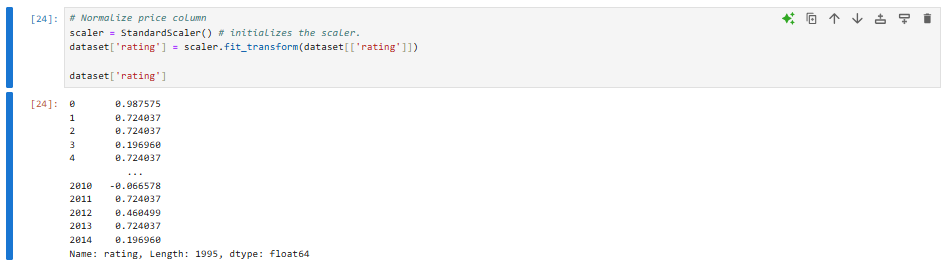 [24]: # Normalize price column
scaler = StandardScaler() # initializes the scaler.
dataset['rating'] = scaler.fit_transform(dataset[['rating']])
dataset['rating']
[24]: 0 0.987575
1 0.724037
2 0.724037
3 0.196960
4 0.724037
...
2010 -0.066578
2011 0.724037
2012 0.460499
2013 0.724037
2014 0.196960
Name: rating, Length: 1995, dtype: float64